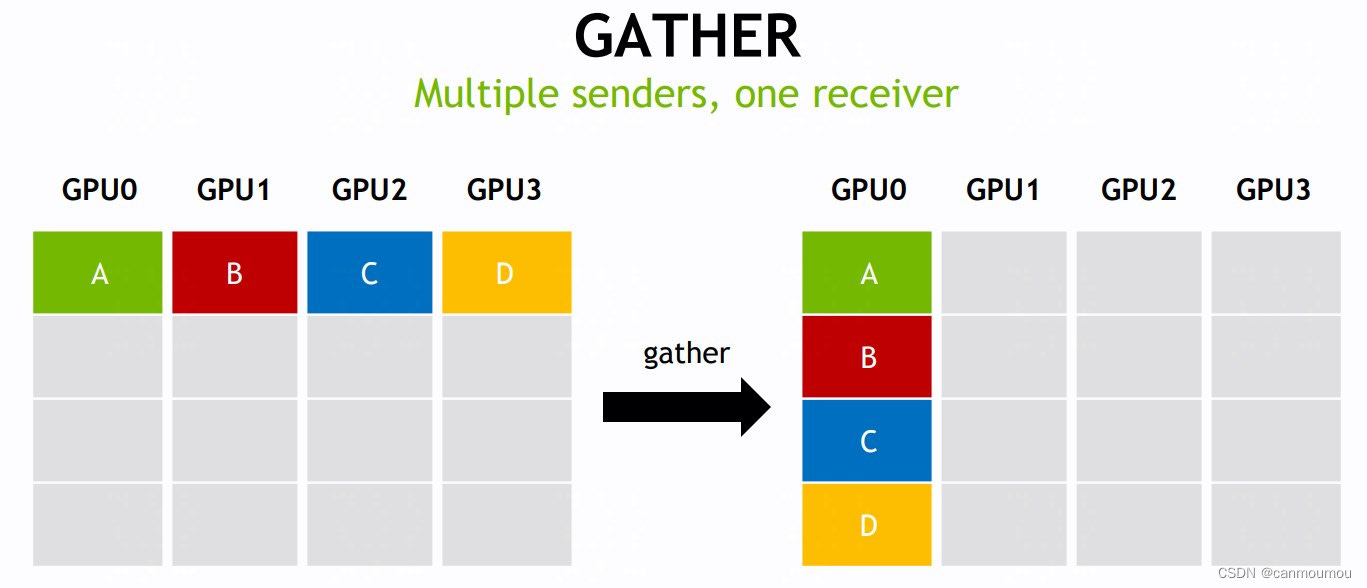 GATHER
Multiple senders, one receiver
GPU0 GPU1 GPU2 GPU3
A B C D
gather
GPU0 GPU1 GPU2 GPU3
A
B
C
D
CSDN @canmoumou